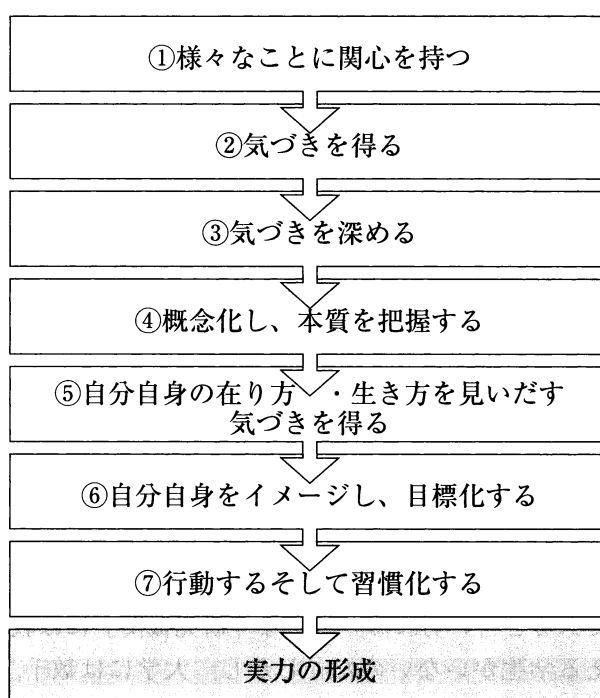 ①様々なことに関心を持つ
②気づきを得る
③気づきを深める
④概念化し、本質を把握する
⑤自分自身の在り方・生き方を見いだす
気づきを得る
⑥自分自身をイメージし、目標化する
⑦行動するそして習慣化する
実力の形成